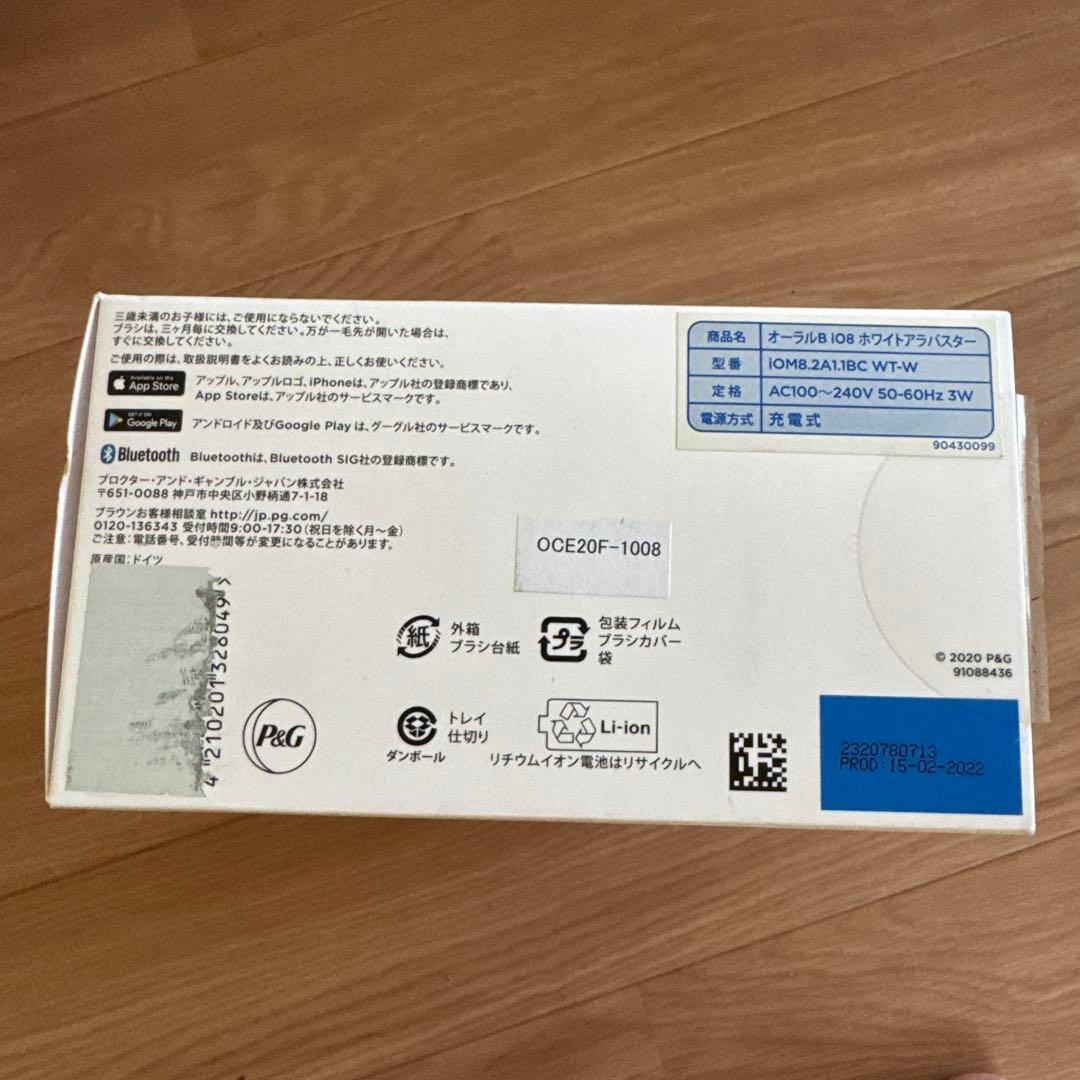 三歳未満のお子様には、ご使用にならないでください。
ブラシは、三ヶ月毎に交換してください。万が一毛先が開いた場合は、
すぐに交換してください。
ご使用の際は、取扱説明書をよくお読みの上、正しくお使いください。
Available on the
App Store
アップル、アップルロゴ、iPhoneは、アップル社の登録商標であり、
App Storeは、アップル社のサービスマークです。
GET IT ON
Google Play
アンドロイド及びGoogle Play は、グーグル社のサービスマークです。
Bluetooth
Bluetoothは、Bluetooth SIG社の登録商標です。
プロクター・アンド・ギャンブル・ジャパン株式会社
〒651-0088 神戸市中央区小野柄通7-1-18
ブラウンお客様相談室 http://jp.pg.com/
0120-136343 受付時間9:00-17:30（祝日を除く月〜金）
ご注意：電話番号、受付時間等が変更になることがあります。
原産国：ドイツ
商品名 オーラルB iO8 ホワイトアラバスター
型番 iOM8.2A1.1BC WT-W
定格 AC100〜240V 50-60Hz 3W
電源方式 充電式
90430099
OCE20F-1008
4 210201 328049 >
紙
外箱
ブラシ台紙
プラ
包装フィルム
ブラシカバー
袋
© 2020 P&G
91088436
P&G
ダンボール
トレイ
仕切り
Li-ion
リチウムイオン電池はリサイクルへ
2320780713
PROD:15-02-2022